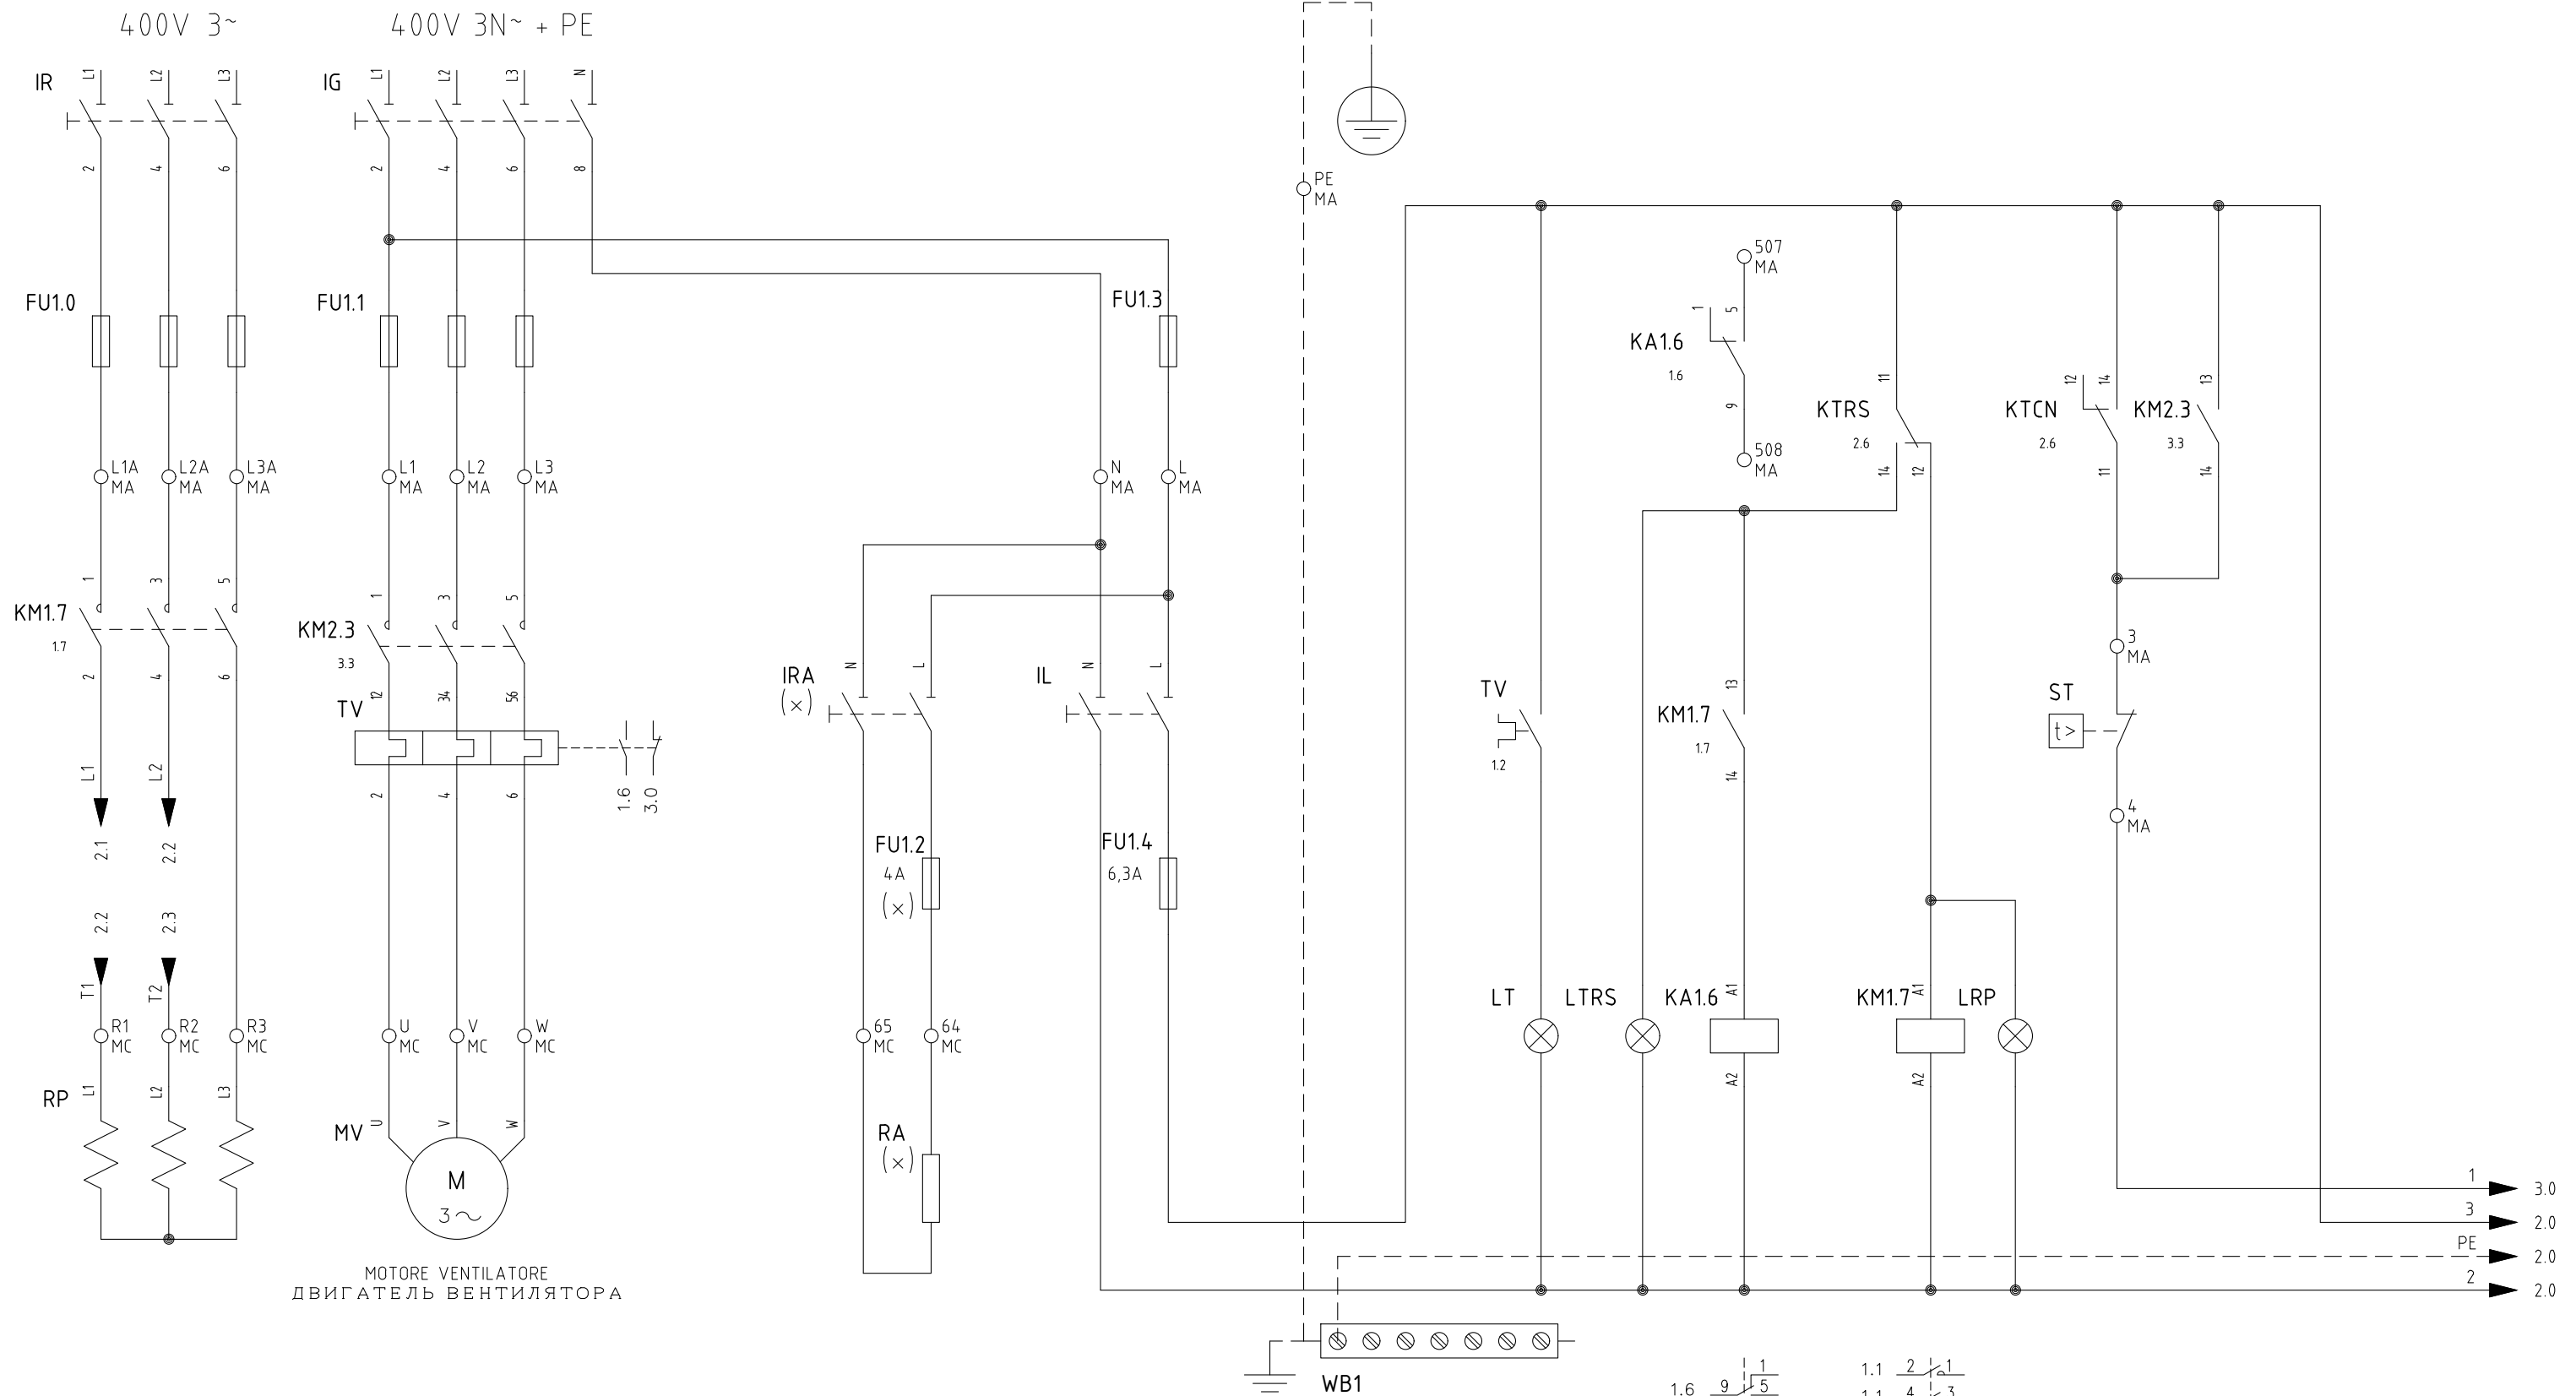 400V 3~
400V 3N~ + PE
IR
L1
L2
L3
IG
L1
L2
L3
N
2
4
6
2
4
6
8
PE
MA
FU1.0
FU1.1
FU1.3
507
MA
1
5
KA1.6
1.6
9
508
MA
11
KTRS
2.6
14
12
12
14
KTCN
2.6
11
13
KM2.3
3.3
14
L1A
MA
L2A
MA
L3A
MA
L1
MA
L2
MA
L3
MA
N
MA
L
MA
1
3
5
KM1.7
1.7
2
4
6
1
3
5
KM2.3
3.3
12
34
56
TV
2
4
6
1.6
3.0
N
L
IRA
(x)
N
L
IL
TV
1.2
13
KM1.7
1.7
14
3
MA
ST
t>
4
MA
L1
L2
2.1
2.2
2.2
2.3
T1
T2
FU1.2
4A
(x)
FU1.4
6,3A
R1
MC
R2
MC
R3
MC
U
MC
V
MC
W
MC
65
MC
64
MC
LT
LTRS
KA1.6
A1
A2
KM1.7
A1
A2
LRP
RP
L1
L2
L3
MV
U
V
W
M
3~
RA
(x)
MOTORE VENTILATORE
ДВИГАТЕЛЬ ВЕНТИЛЯТОРА
1
3.0
3
2.0
PE
2.0
2
2.0
WB1
1
1.6
9
5
1.1
2
1
1.1
4
3